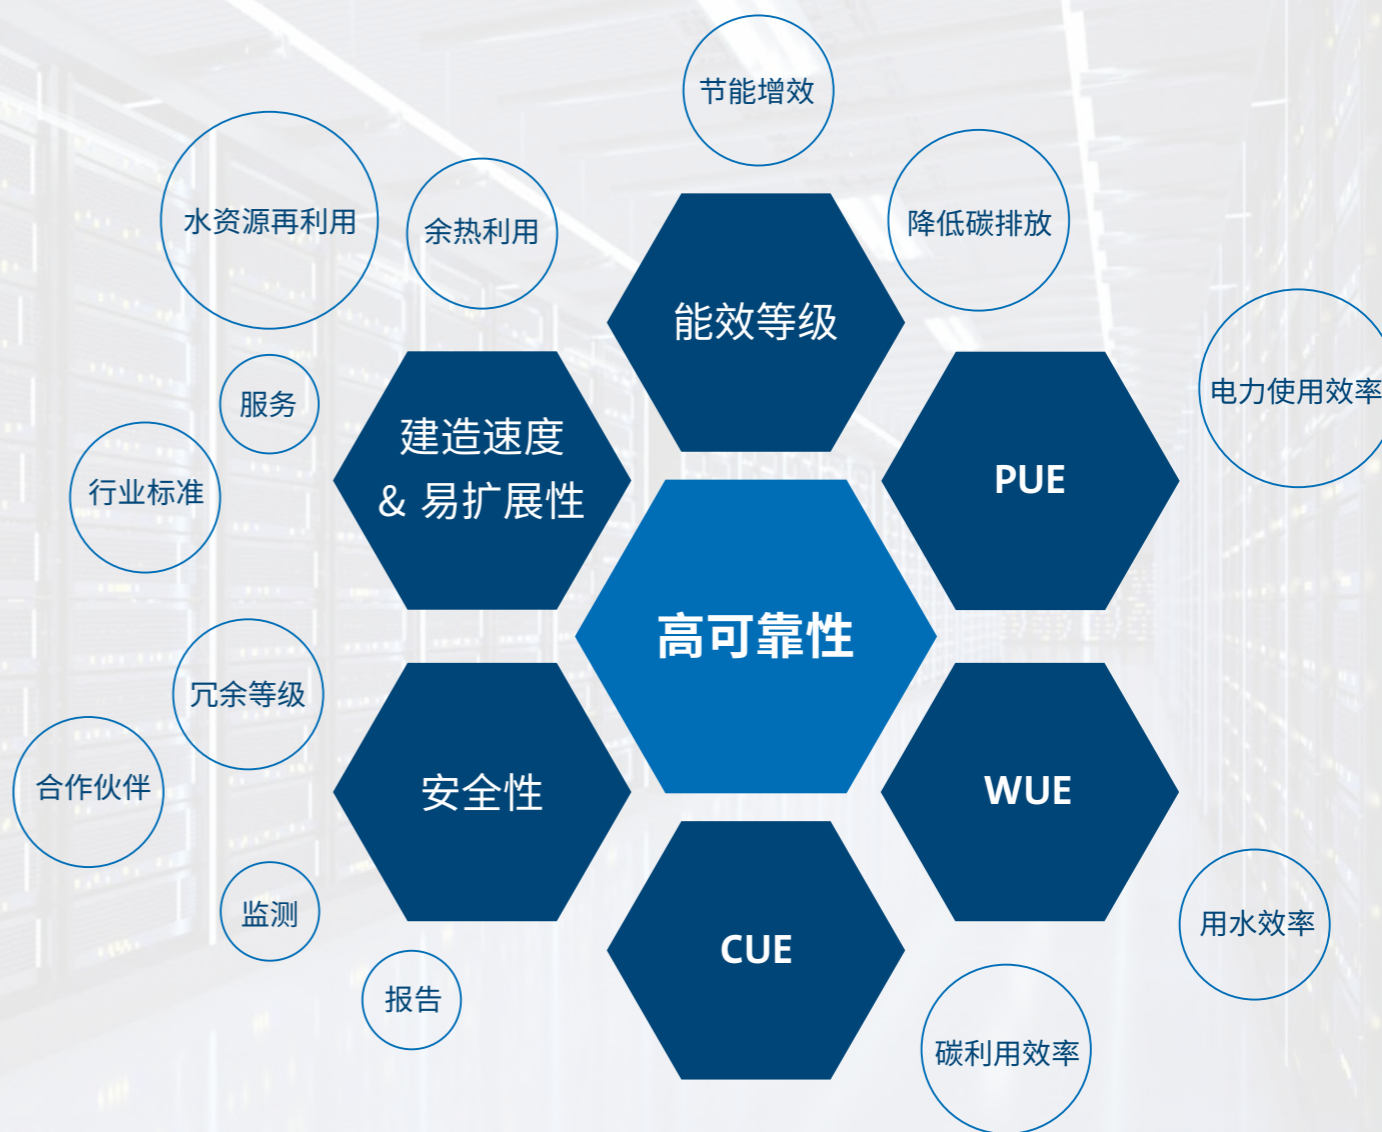 节能增效
水资源再利用
余热利用
降低碳排放
能效等级
电力使用效率
服务
建造速度
& 易扩展性
PUE
行业标准
高可靠性
冗余等级
合作伙伴
安全性
WUE
监测
用水效率
CUE
报告
碳利用效率